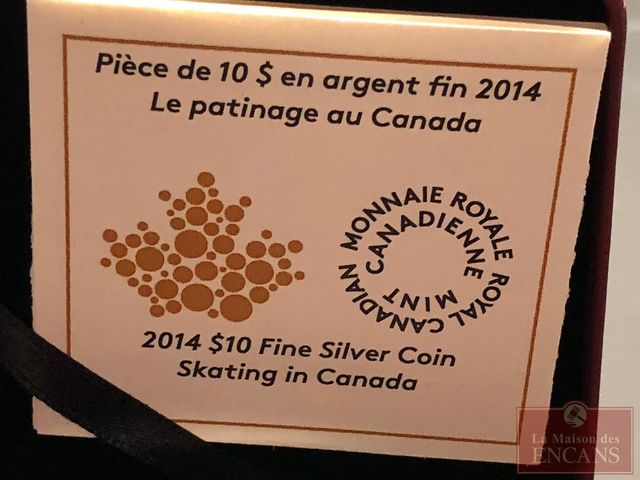 Pièce de 10 $ en argent fin 2014
Le patinage au Canada
MONNAIE ROYALE CANADIENNE
ROYAL CANADIAN MINT
2014 $10 Fine Silver Coin
Skating in Canada
La Maison des
ENCANS